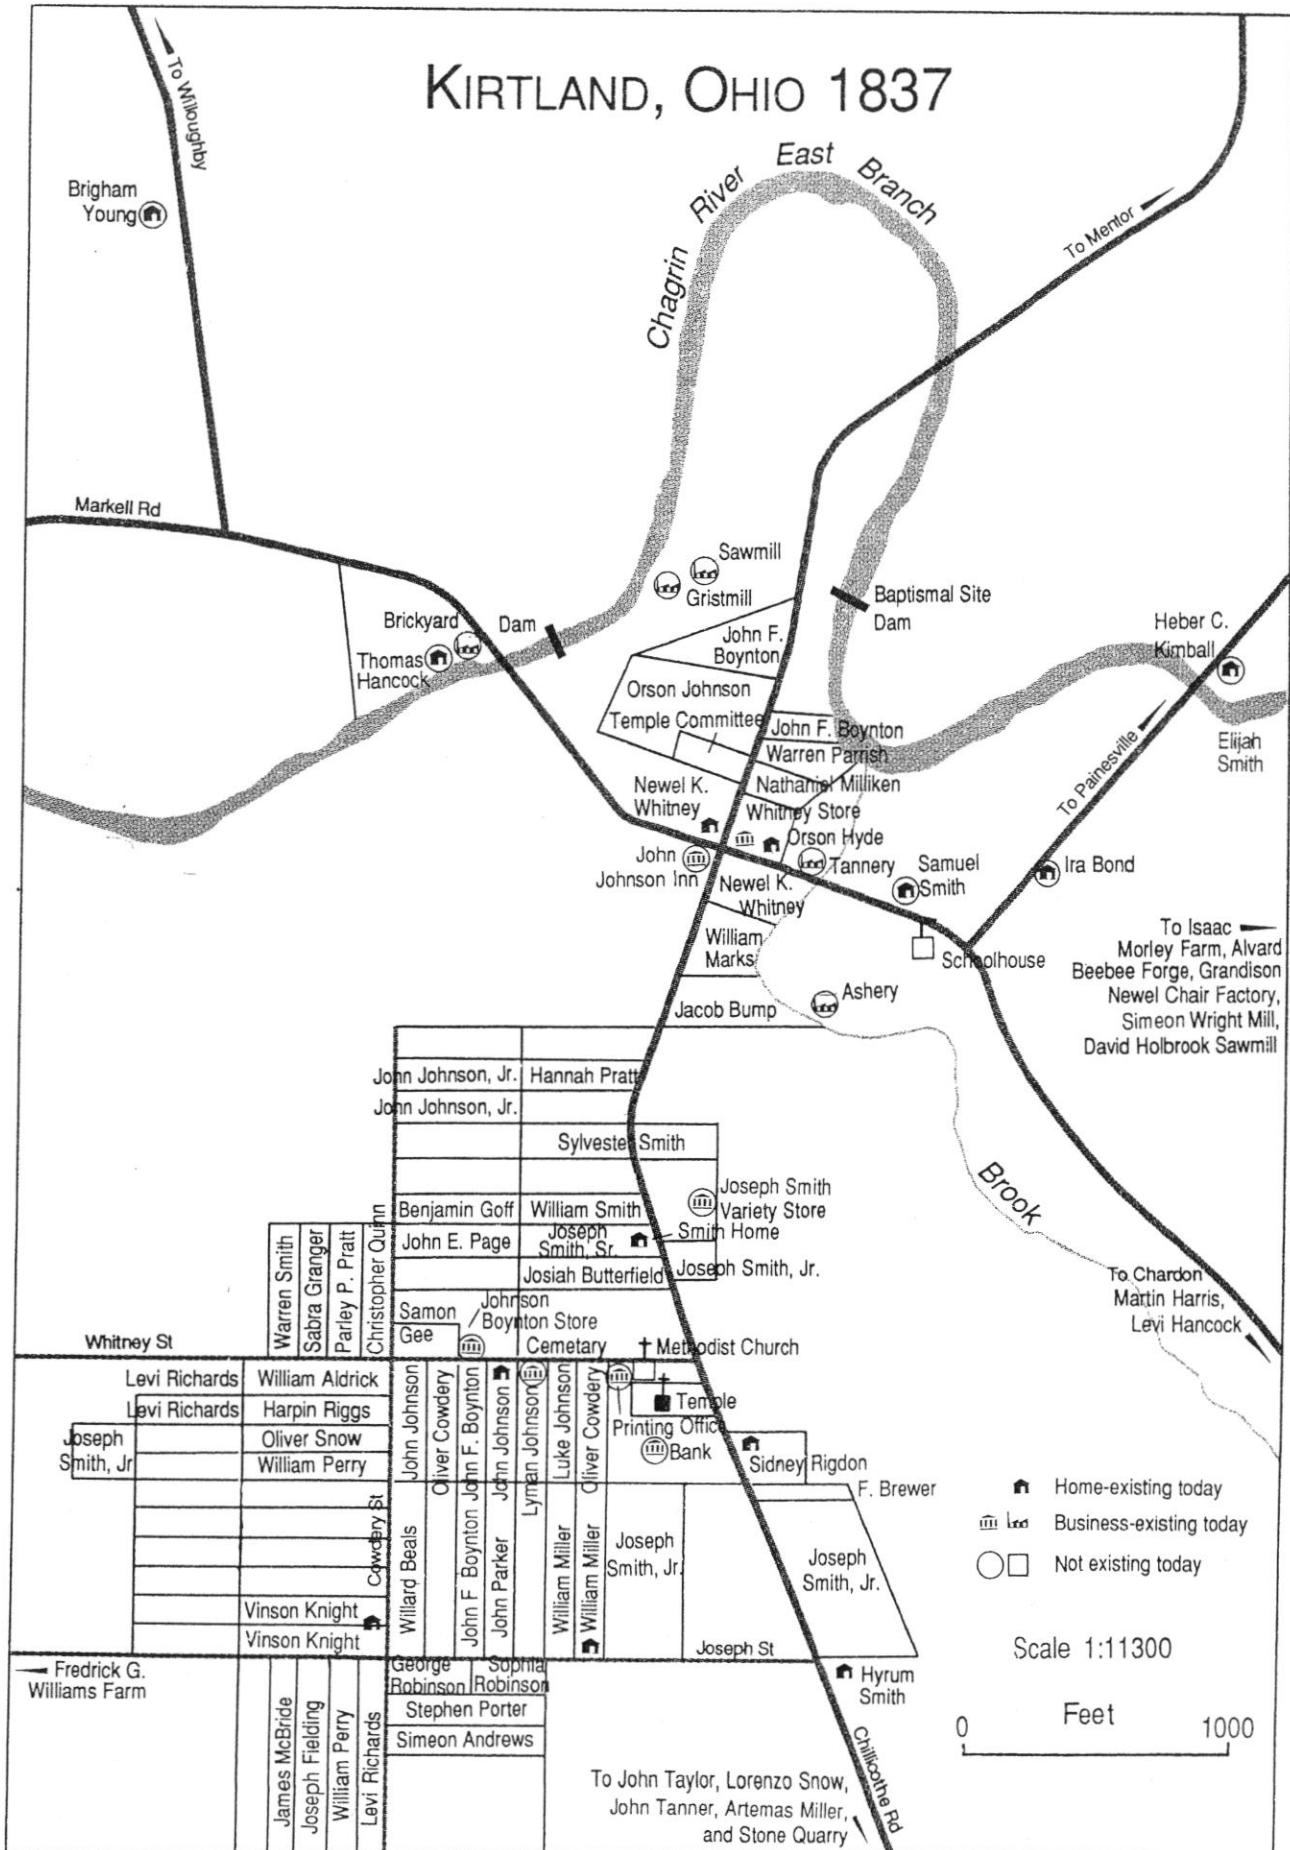 KIRTLAND, OHIO 1837
To Willoughby
Brigham
Young
Chagrin River East Branch
To Mentor
Markell Rd
Sawmill
Gristmill
Brickyard
Dam
Thomas
Hancock
Baptismal Site
Dam
Heber C.
Kimball
John F.
Boynton
Orson Johnson
Temple Committee
John F. Boynton
Warren Parrish
Nathaniel Milliken
Elijah
Smith
To Painesville
Newel K.
Whitney
Whitney Store
Orson Hyde
Tannery
John
Johnson Inn
Newel K.
Whitney
Samuel
Smith
Ira Bond
William
Marks
Schoolhouse
To Isaac
Morley Farm, Alvard
Beebee Forge, Grandison
Newel Chair Factory,
Simeon Wright Mill,
David Holbrook Sawmill
Jacob Bump
Ashery
John Johnson, Jr.
Hannah Pratt
John Johnson, Jr.
Sylvester Smith
Brook
Joseph Smith
Variety Store
Benjamin Goff
William Smith
Smith Home
John E. Page
Joseph
Smith, Sr.
Josiah Butterfield
Joseph Smith, Jr.
Warren Smith
Sabra Granger
Parley P. Pratt
Christopher Quinn
Samon
Gee
Johnson
Boynton Store
Cemetary
Methodist Church
To Chardon
Martin Harris,
Levi Hancock
Whitney St
Levi Richards
William Aldrick
Levi Richards
Harpin Riggs
Joseph
Smith, Jr
Oliver Snow
William Perry
John Johnson
Oliver Cowdery
John F. Boynton
John Johnson
Lyman Johnson
Luke Johnson
Oliver Cowdery
Temple
Printing Office
Bank
Sidney Rigdon
F. Brewer
Cowdery St
Willard Beals
John F Boynton
John Parker
William Miller
William Miller
Joseph
Smith, Jr.
Joseph
Smith, Jr.
Vinson Knight
Vinson Knight
Joseph St
Home-existing today
Business-existing today
Not existing today
Scale 1:11300
Feet
0
1000
Fredrick G.
Williams Farm
George
Robinson
Sophia
Robinson
Stephen Porter
Simeon Andrews
James McBride
Joseph Fielding
William Perry
Levi Richards
Hyrum
Smith
Chillicothe Rd
To John Taylor, Lorenzo Snow,
John Tanner, Artemas Miller,
and Stone Quarry